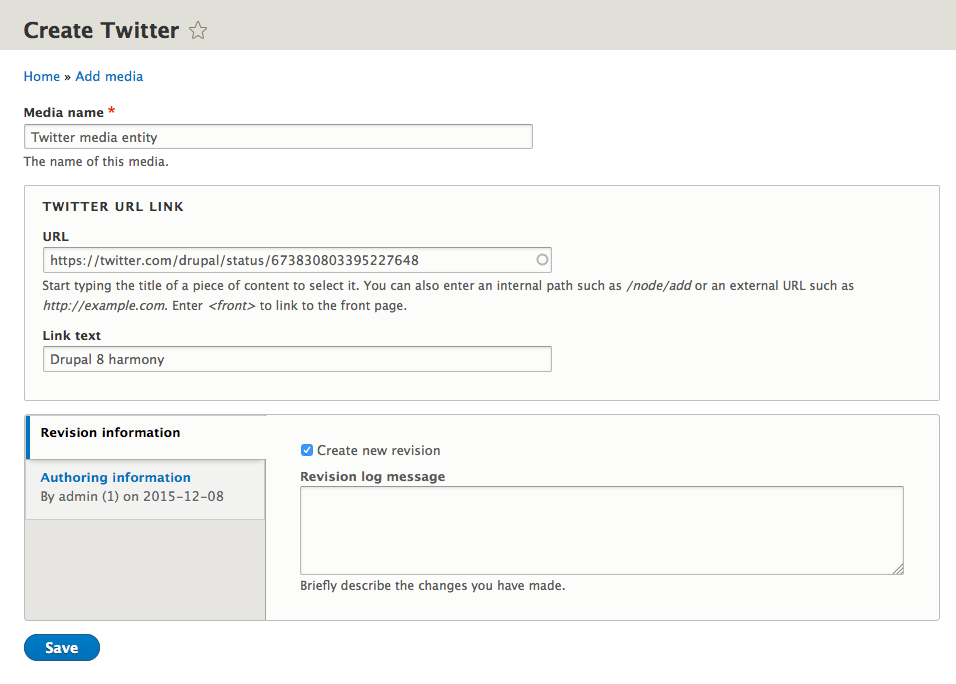 Create Twitter
Home » Add media
Media name *
Twitter media entity
The name of this media.
TWITTER URL LINK
URL
https://twitter.com/drupal/status/673830803395227648
Start typing the title of a piece of content to select it. You can also enter an internal path such as /node/add or an external URL such as
http://example.com. Enter <front> to link to the front page.
Link text
Drupal 8 harmony
Revision information
Authoring information
By admin (1) on 2015-12-08
Create new revision
Revision log message
Briefly describe the changes you have made.
Save